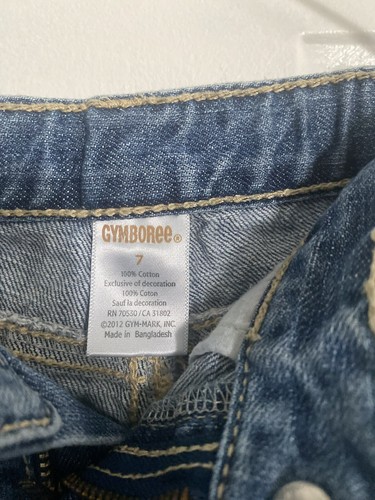 GYMBOREE®
7
100% Cotton
Exclusive of decoration
100% Coton
Sauf la decoration
RN 70530 / CA 31802
©2012 GYM-MARK, INC.
Made in Bangladesh